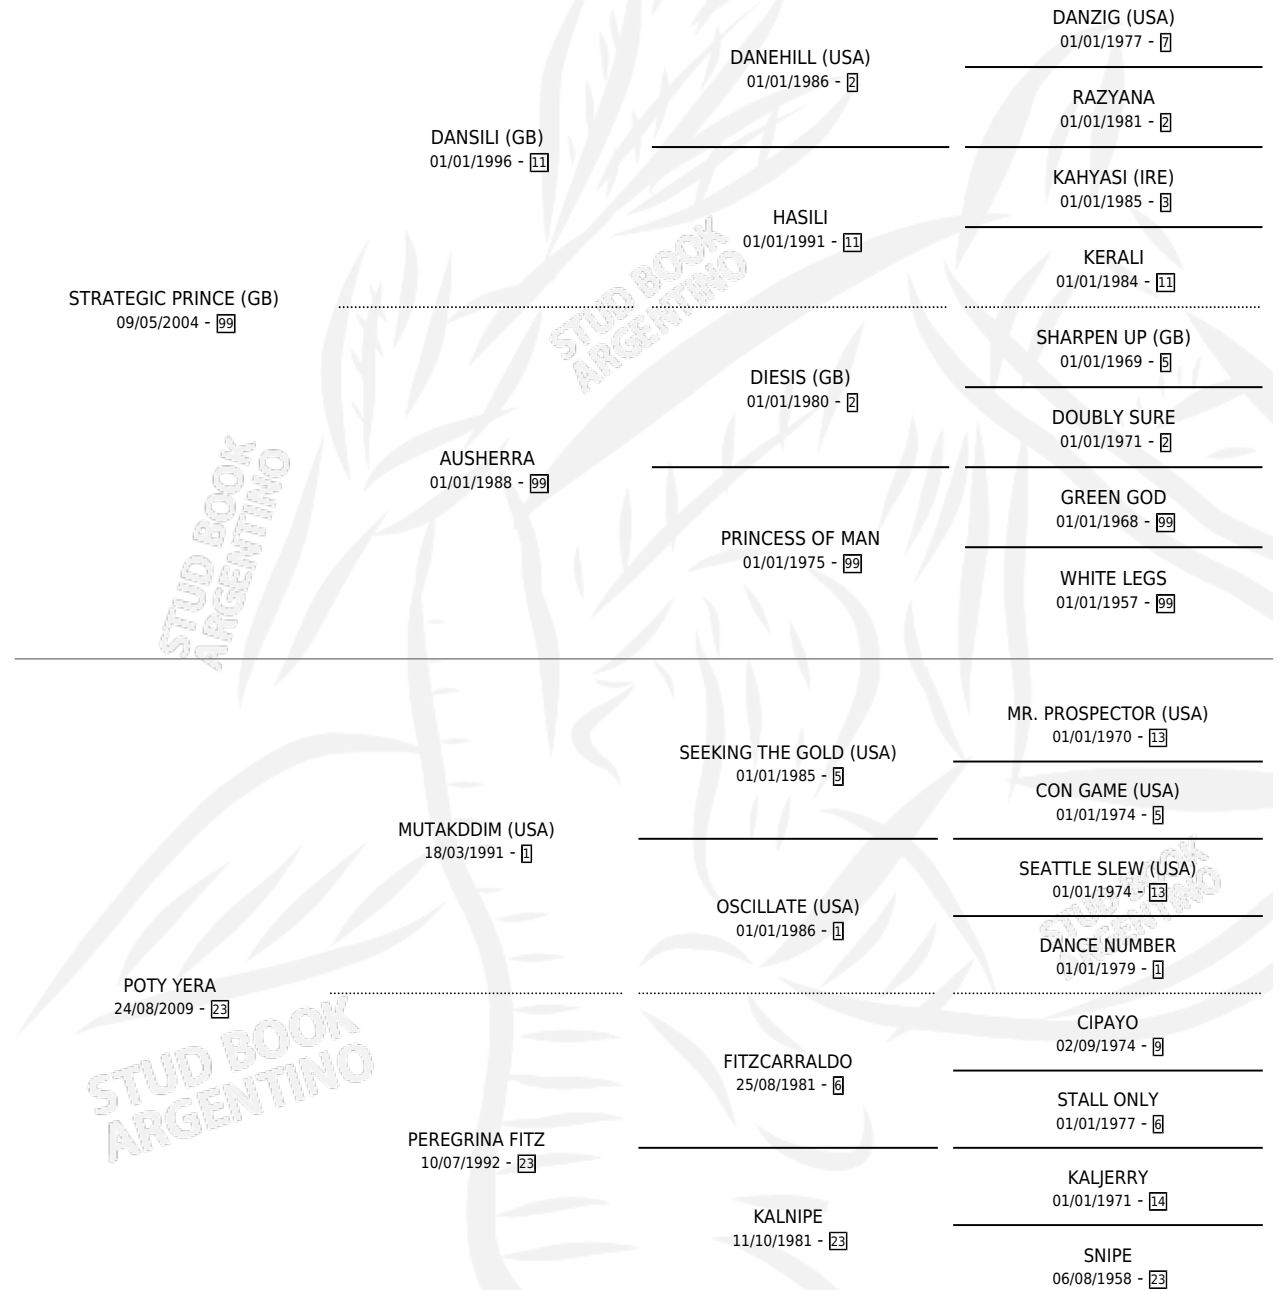 DANZIG (USA)
01/01/1977 - 7
DANEHILL (USA)
01/01/1986 - 2
RAZYANA
01/01/1981 - 2
DANSILI (GB)
01/01/1996 - 11
KAHYASI (IRE)
01/01/1985 - 3
HASILI
01/01/1991 - 11
KERALI
01/01/1984 - 11
STRATEGIC PRINCE (GB)
09/05/2004 - 99
SHARPEN UP (GB)
01/01/1969 - 5
DIESIS (GB)
01/01/1980 - 2
DOUBLY SURE
01/01/1971 - 2
AUSHERRA
01/01/1988 - 99
GREEN GOD
01/01/1968 - 99
PRINCESS OF MAN
01/01/1975 - 99
WHITE LEGS
01/01/1957 - 99
MR. PROSPECTOR (USA)
01/01/1970 - 13
SEEKING THE GOLD (USA)
01/01/1985 - 5
CON GAME (USA)
01/01/1974 - 5
MUTAKDDIM (USA)
18/03/1991 - 1
SEATTLE SLEW (USA)
01/01/1974 - 13
OSCILLATE (USA)
01/01/1986 - 1
DANCE NUMBER
01/01/1979 - 1
POTY YERA
24/08/2009 - 23
CIPAYO
02/09/1974 - 9
FITZCARRALDO
25/08/1981 - 6
STALL ONLY
01/01/1977 - 6
PEREGRINA FITZ
10/07/1992 - 23
KALJERRY
01/01/1971 - 14
KALNIPE
11/10/1981 - 23
SNIPE
06/08/1958 - 23
STUD BOOK
ARGENTINO
STUD BOOK
ARGENTINO
STUD BOOK
ARGENTINO
STUD BOOK
ARGENTINO